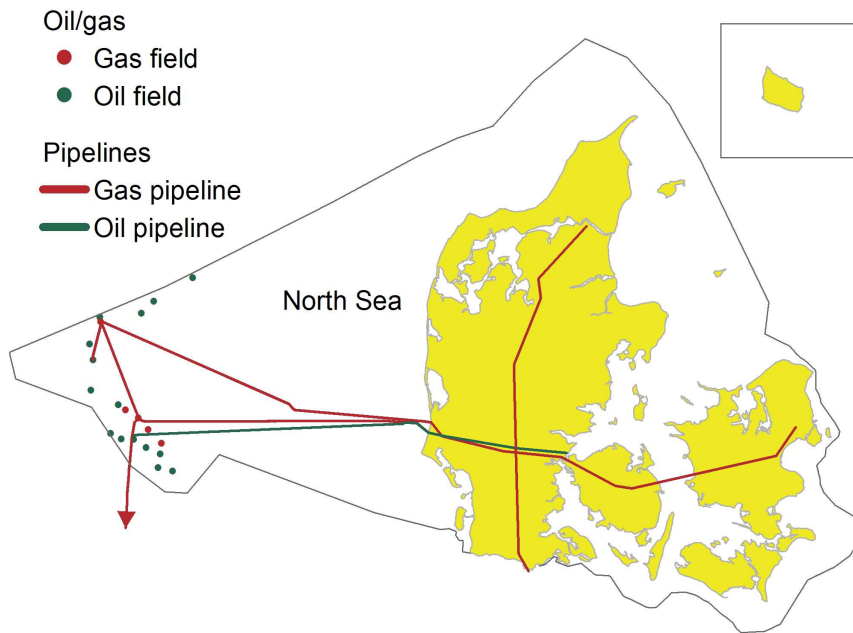 Oil/gas
Gas field
Oil field
Pipelines
Gas pipeline
Oil pipeline
North Sea